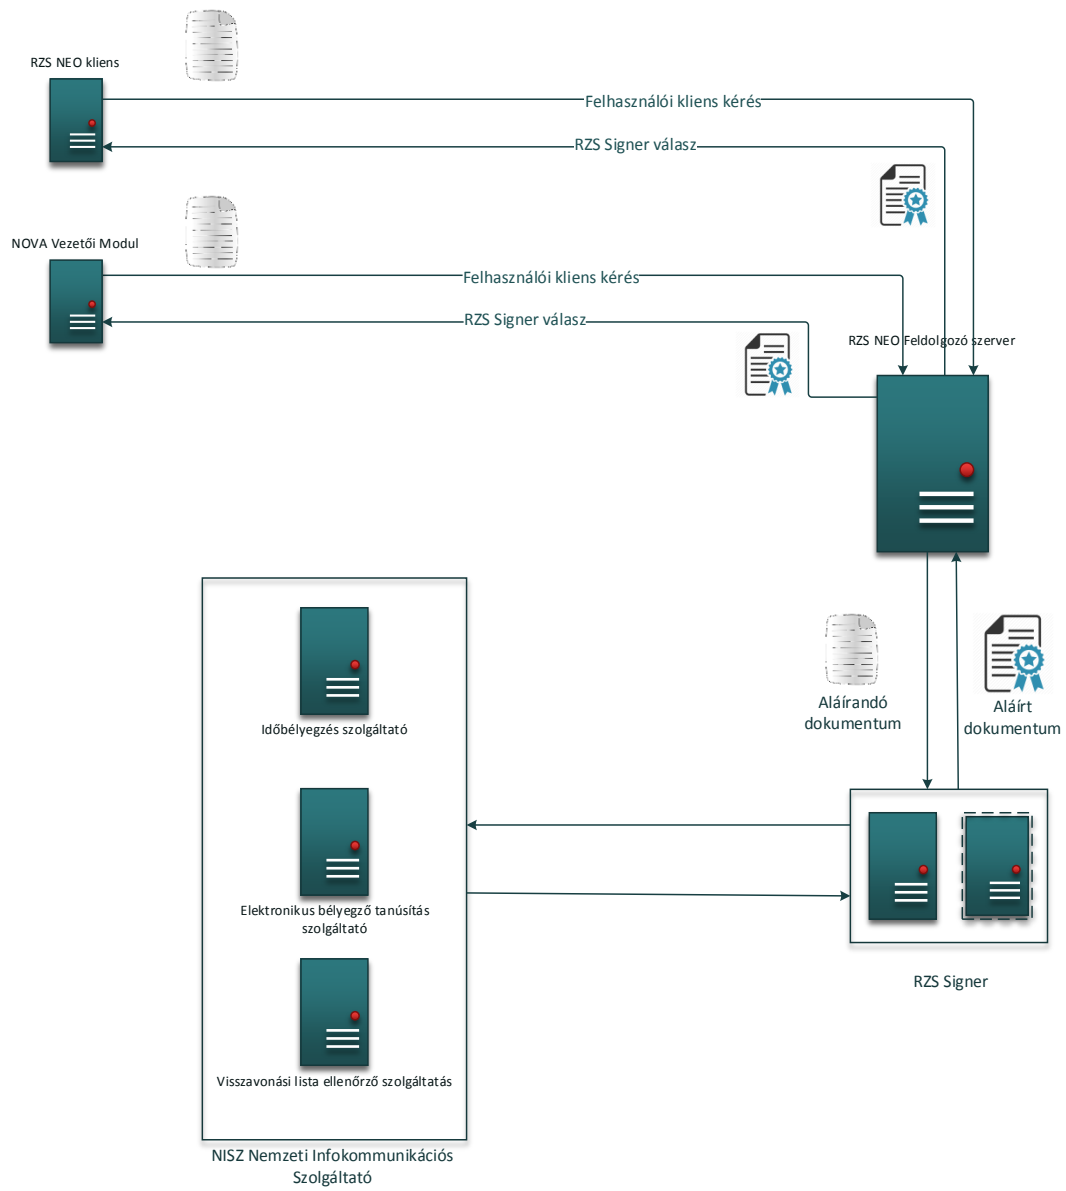 RZS NEO kliens
Felhasználói kliens kérés
RZS Signer válasz
NOVA Vezetői Modul
Felhasználói kliens kérés
RZS Signer válasz
RZS NEO Feldolgozó szerver
Aláírandó
dokumentum
Aláírt
dokumentum
Időbélyegzés szolgáltató
Elektronikus bélyegző tanúsítás
szolgáltató
RZS Signer
Visszavonási lista ellenőrző szolgáltatás
NISZ Nemzeti Infokommunikációs
Szolgáltató